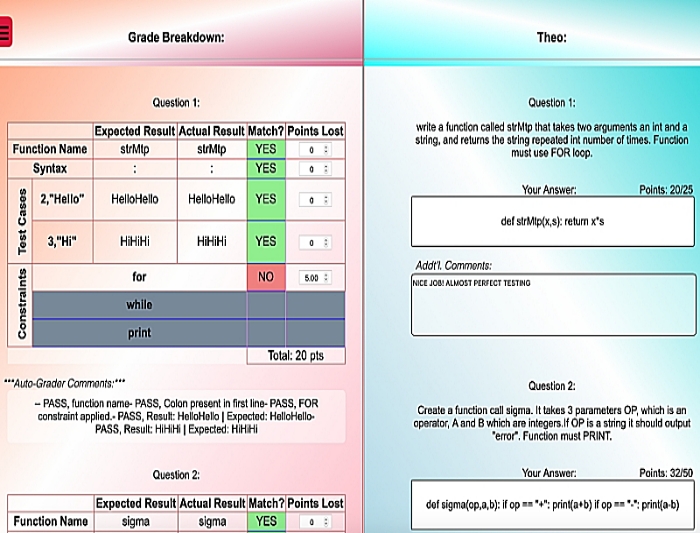 Grade Breakdown:
Question 1:
Expected Result Actual Result Match? Points Lost
Function Name strMtp strMtp YES 0
Syntax : : YES 0
Test Cases
2,"Hello" HelloHello HelloHello YES 0
3,"Hi" HiHiHi HiHiHi YES 0
Constraints
for NO 5.00
while
print
Total: 20 pts
***Auto-Grader Comments:***
-- PASS, function name- PASS, Colon present in first line- PASS, FOR
constraint applied.- PASS, Result: HelloHello | Expected: HelloHello-
PASS, Result: HiHiHi | Expected: HiHiHi
Question 2:
Expected Result Actual Result Match? Points Lost
Function Name sigma sigma YES 0
Theo:
Question 1:
write a function called strMtp that takes two arguments an int and a
string, and returns the string repeated int number of times. Function
must use FOR loop.
Your Answer: Points: 20/25
def strMtp(x,s): return x*s
Addt'l. Comments:
NICE JOB! ALMOST PERFECT TESTING
Question 2:
Create a function call sigma. It takes 3 parameters OP, which is an
operator, A and B which are integers.If OP is a string it should output
"error". Function must PRINT.
Your Answer: Points: 32/50
def sigma(op,a,b): if op == "+": print(a+b) if op == "-": print(a-b)